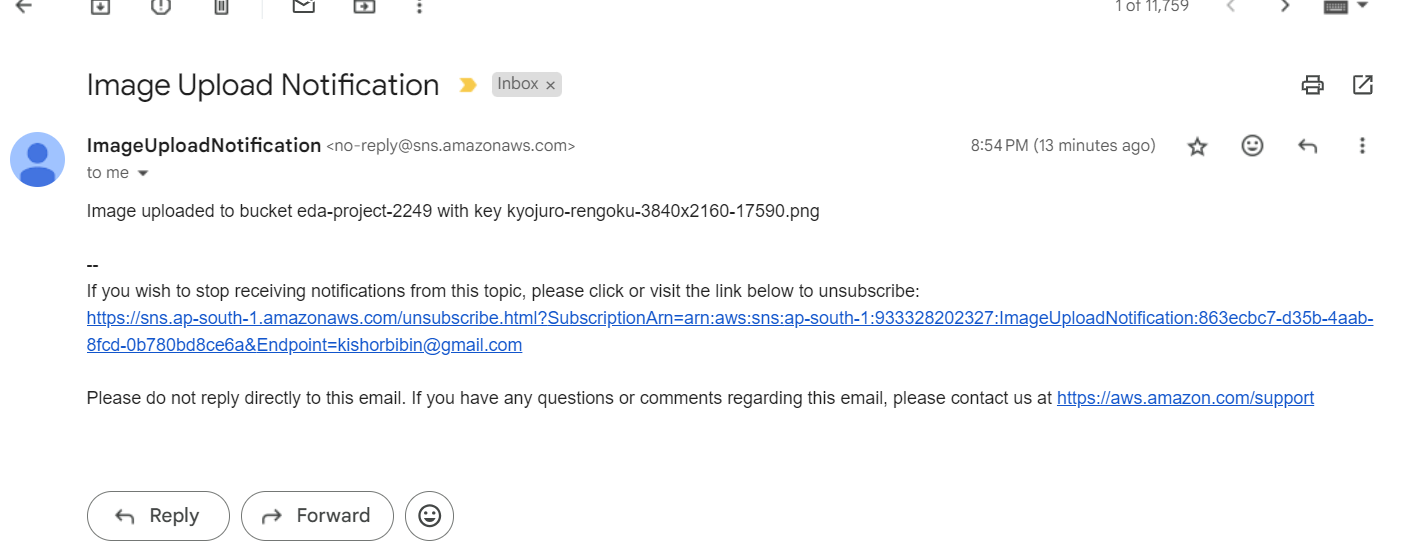 1 of 11,759
Image Upload Notification Inbox ×
ImageUploadNotification <no-reply@sns.amazonaws.com> 8:54 PM (13 minutes ago)
to me
Image uploaded to bucket eda-project-2249 with key kyojuro-rengoku-3840x2160-17590.png
--
If you wish to stop receiving notifications from this topic, please click or visit the link below to unsubscribe:
https://sns.ap-south-1.amazonaws.com/unsubscribe.html?SubscriptionArn=arn:aws:sns:ap-south-1:933328202327:ImageUploadNotification:863ecbc7-d35b-4aab-
8fcd-0b780bd8ce6a&Endpoint=kishorbibin@gmail.com
Please do not reply directly to this email. If you have any questions or comments regarding this email, please contact us at https://aws.amazon.com/support
Reply Forward